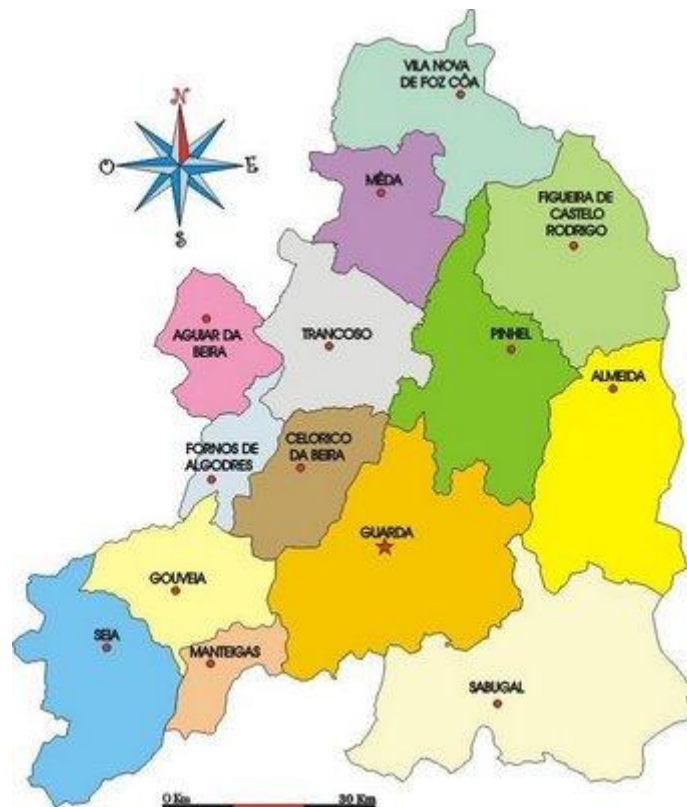 VILA NOVA
DE FOZ CÔA
N
O
E
S
MÊDA
FIGUEIRA DE
CASTELO
RODRIGO
AGUIAR DA
BEIRA
TRANCOSO
PINHEL
ALMEIDA
FORNOS DE
ALGODRES
CELORICO
DA BEIRA
GUARDA
GOUVEIA
SEIA
MANTEIGAS
SABUGAL
0 Km
30 Km